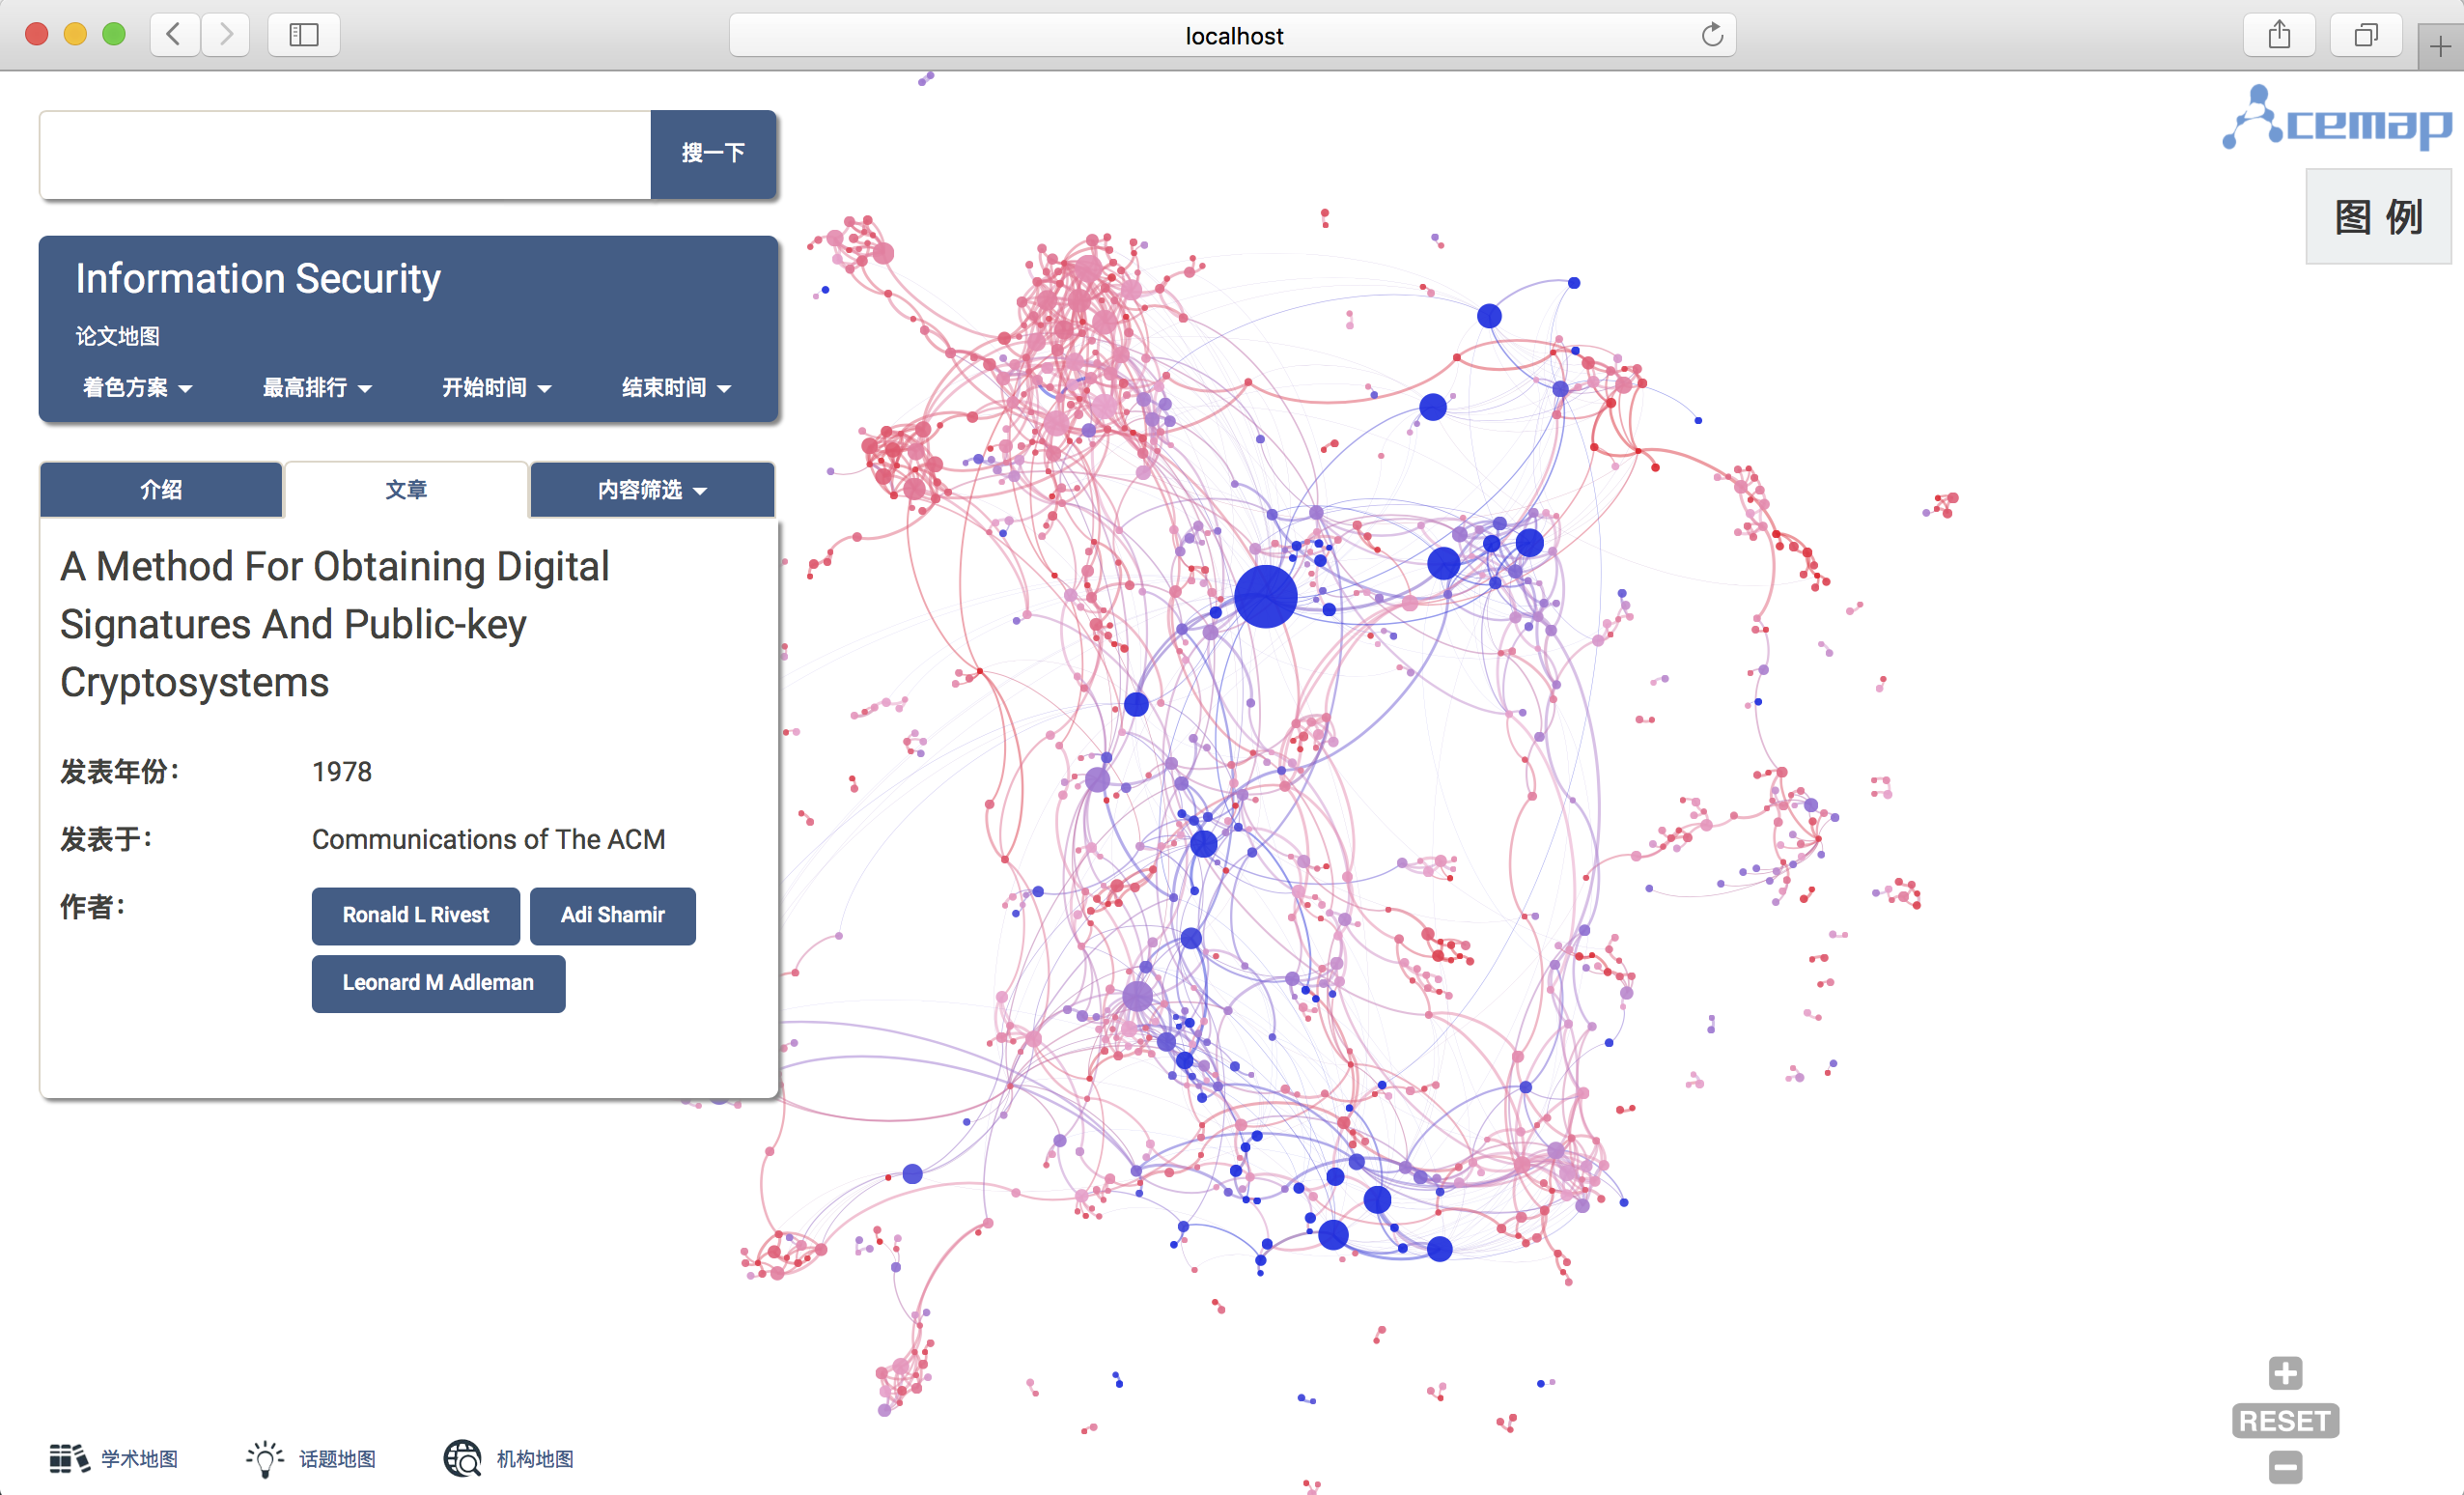 localhost
搜一下
Acemap
图 例
Information Security
论文地图
着色方案 最高排行 开始时间 结束时间
介绍 文章 内容筛选
A Method For Obtaining Digital
Signatures And Public-key
Cryptosystems
发表年份： 1978
发表于： Communications of The ACM
作者： Ronald L Rivest Adi Shamir
Leonard M Adleman
RESET
学术地图 话题地图 机构地图